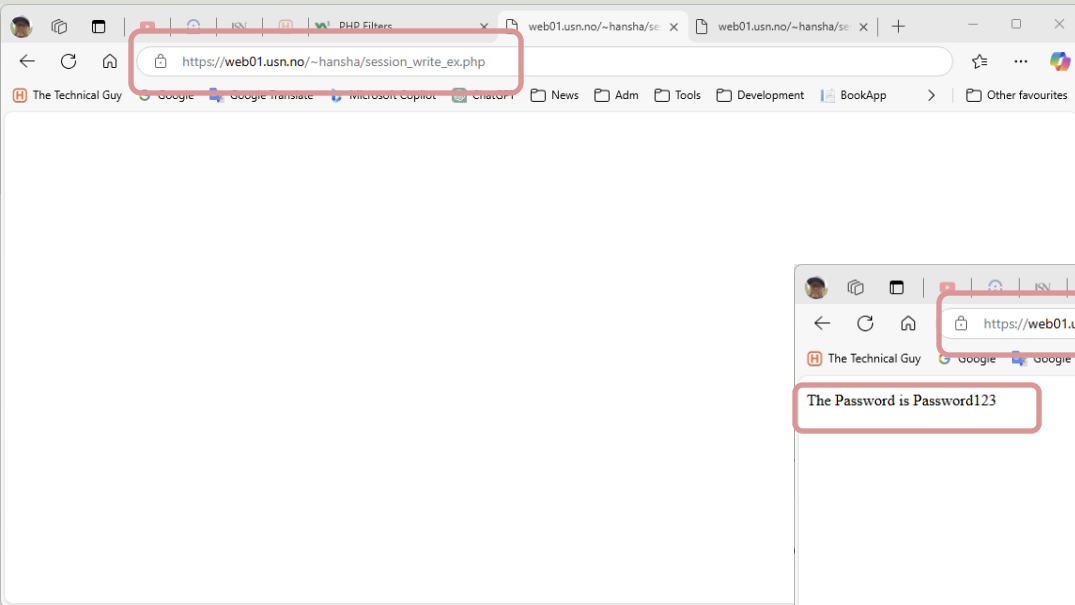 PHP Filters
web01.usn.no/~hansha/se
web01.usn.no/~hansha/se
https://web01.usn.no/~hansha/session_write_ex.php
The Technical Guy
Google
Google Translate
Microsoft Copilot
ChatGPT
News
Adm
Tools
Development
BookApp
Other favourites
https://web01.u
The Technical Guy
Google
Google
The Password is Password123